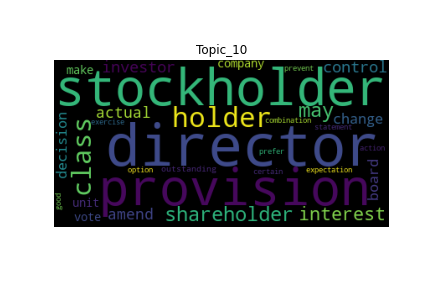 Topic_10
make investor company prevent control
stockholder
actual holder may change
exercise combination statement
decision class director board
prefer action
option outstanding certain expectation
good unit provision
vote amend shareholder interest